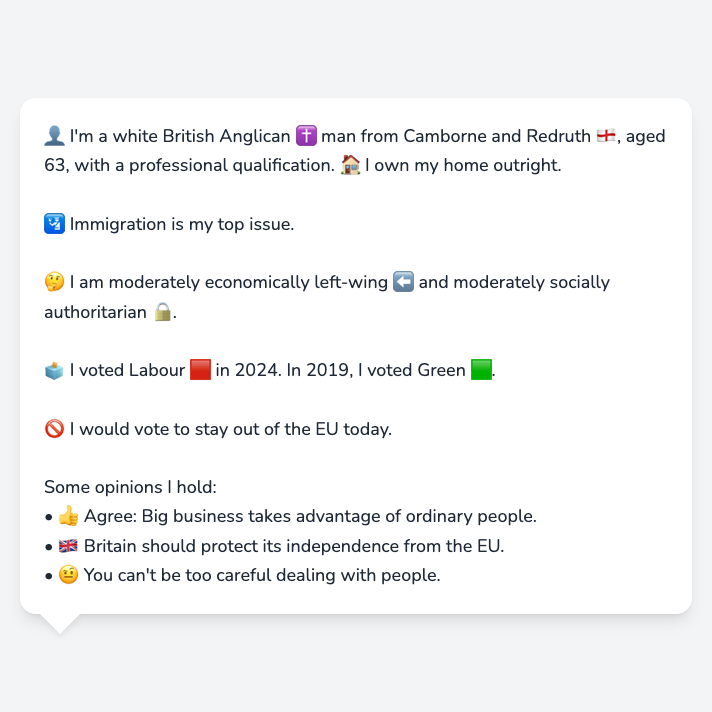 👤 I'm a white British Anglican ✝️ man from Camborne and Redruth 🏴󠁧󠁢󠁥󠁮󠁧󠁿, aged
63, with a professional qualification. 🏠 I own my home outright.
🛂 Immigration is my top issue.
🤔 I am moderately economically left-wing ⬅️ and moderately socially
authoritarian 🔒.
🗳️ I voted Labour 🟥 in 2024. In 2019, I voted Green 🟩.
🚫 I would vote to stay out of the EU today.
Some opinions I hold:
• 👍 Agree: Big business takes advantage of ordinary people.
• 🇬🇧 Britain should protect its independence from the EU.
• 🤨 You can't be too careful dealing with people.